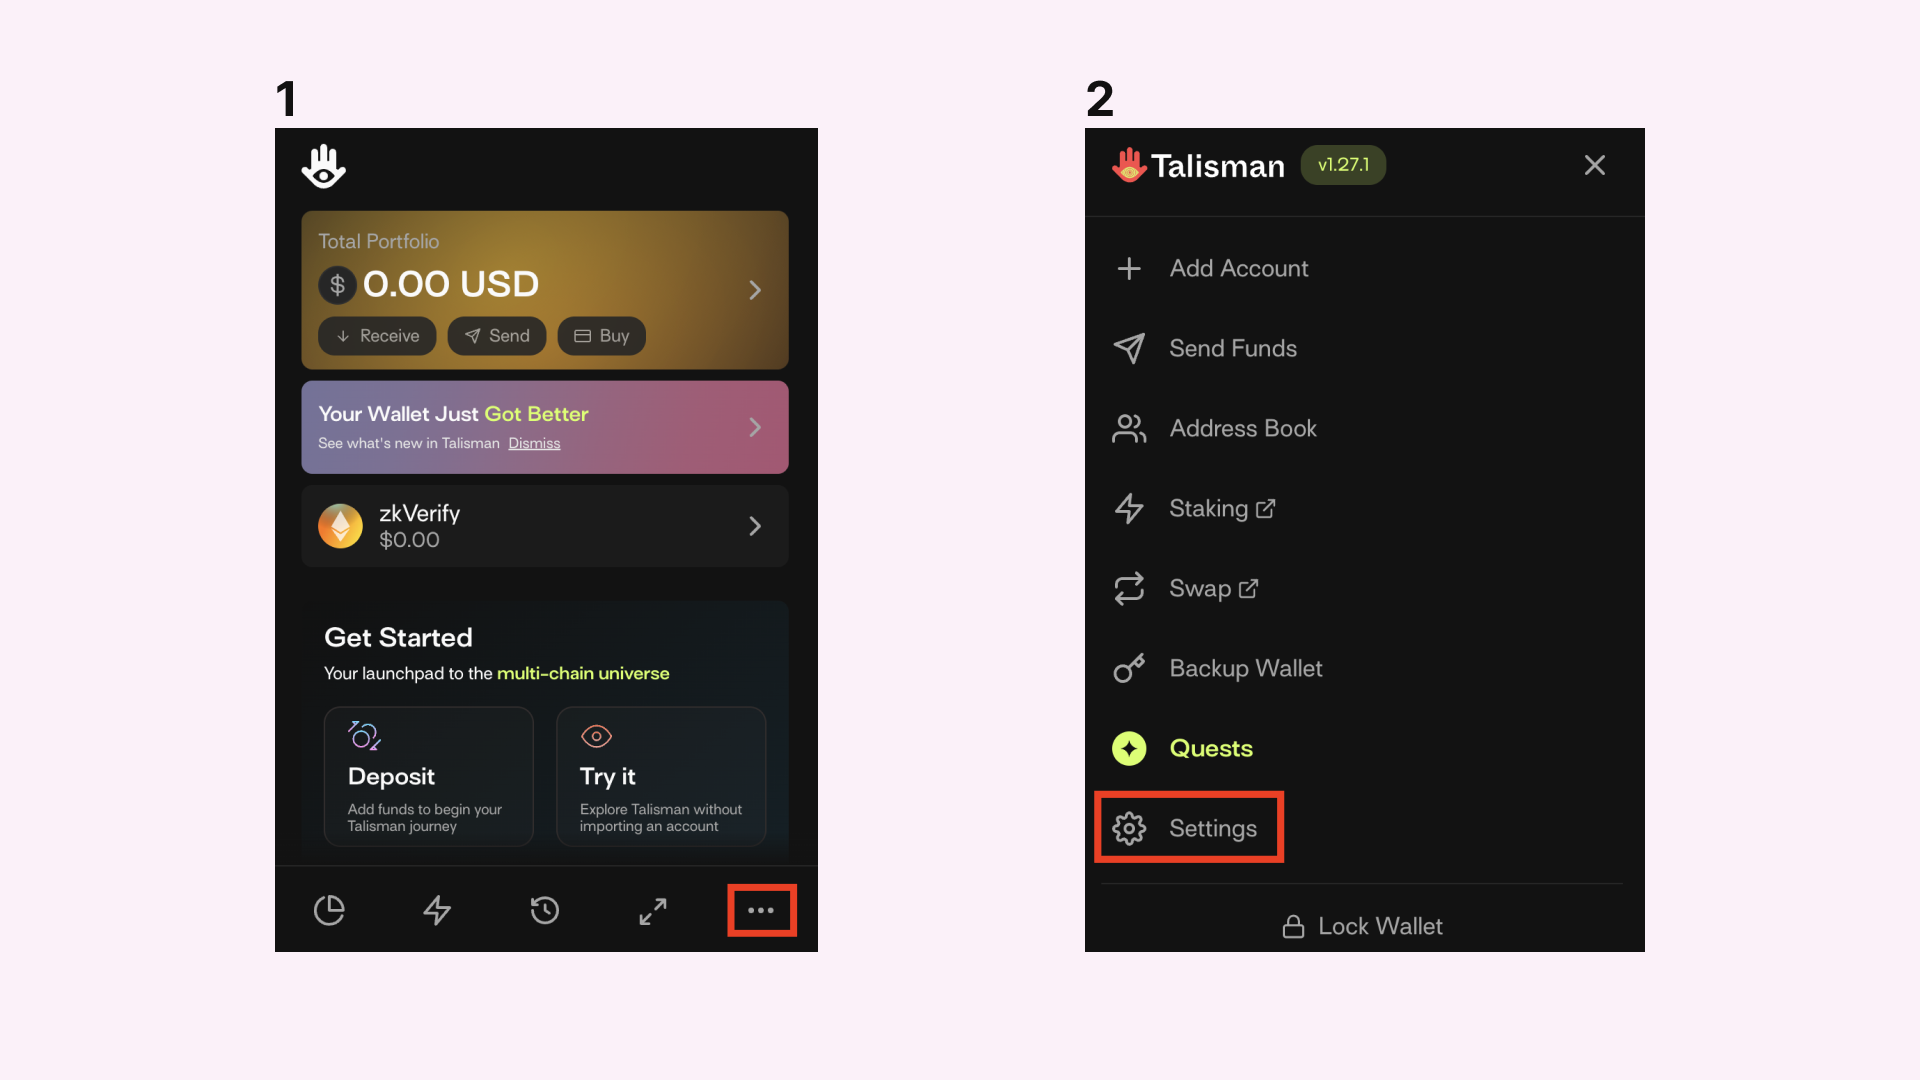 1
Total Portfolio
$ 0.00 USD
Receive Send Buy
Your Wallet Just Got Better
See what's new in Talisman Dismiss
zkVerify
$0.00
Get Started
Your launchpad to the multi-chain universe
Deposit
Add funds to begin your
Talisman journey
Try it
Explore Talisman without
importing an account
2
Talisman v1.27.1
Add Account
Send Funds
Address Book
Staking
Swap
Backup Wallet
Quests
Settings
Lock Wallet